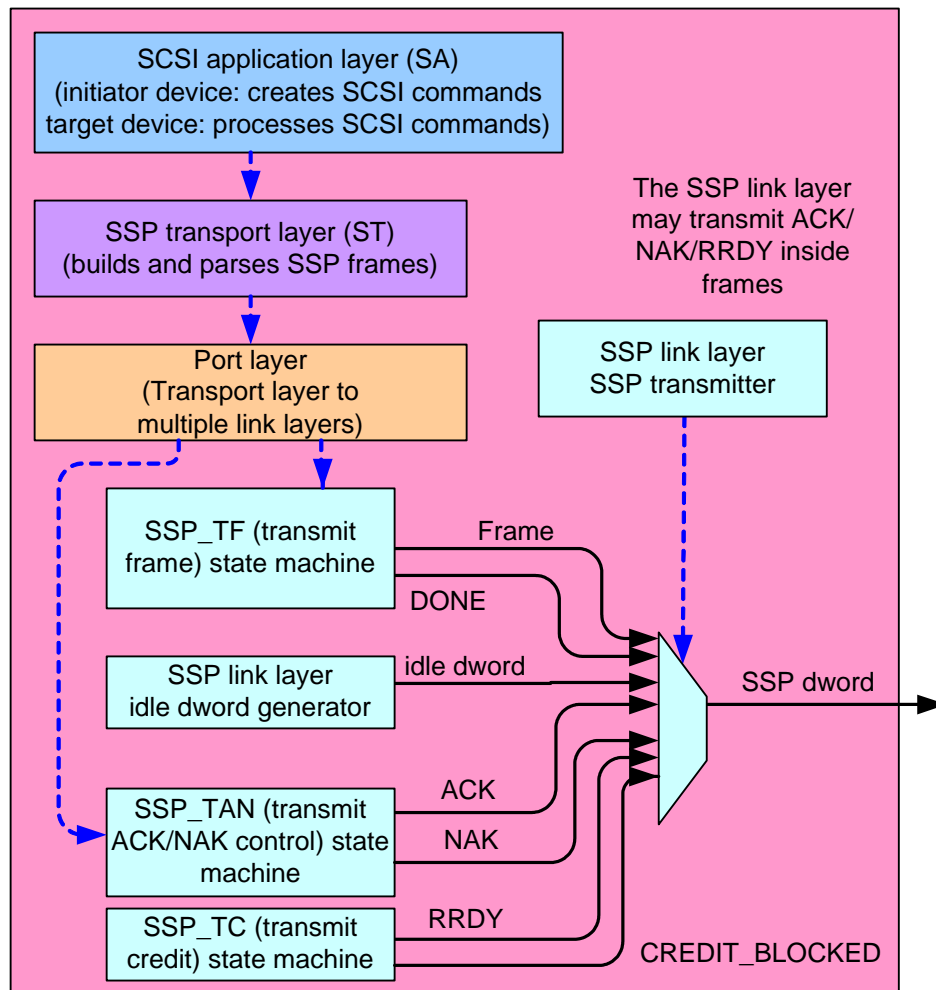 SCSI application layer (SA)
(initiator device: creates SCSI commands
target device: processes SCSI commands)
The SSP link layer
may transmit ACK/
NAK/RRDY inside
frames
SSP transport layer (ST)
(builds and parses SSP frames)
Port layer
(Transport layer to
multiple link layers)
SSP link layer
SSP transmitter
SSP_TF (transmit
frame) state machine
Frame
DONE
SSP link layer
idle dword generator
idle dword
SSP dword
SSP_TAN (transmit
ACK/NAK control) state
machine
ACK
NAK
SSP_TC (transmit
credit) state machine
RRDY
CREDIT_BLOCKED